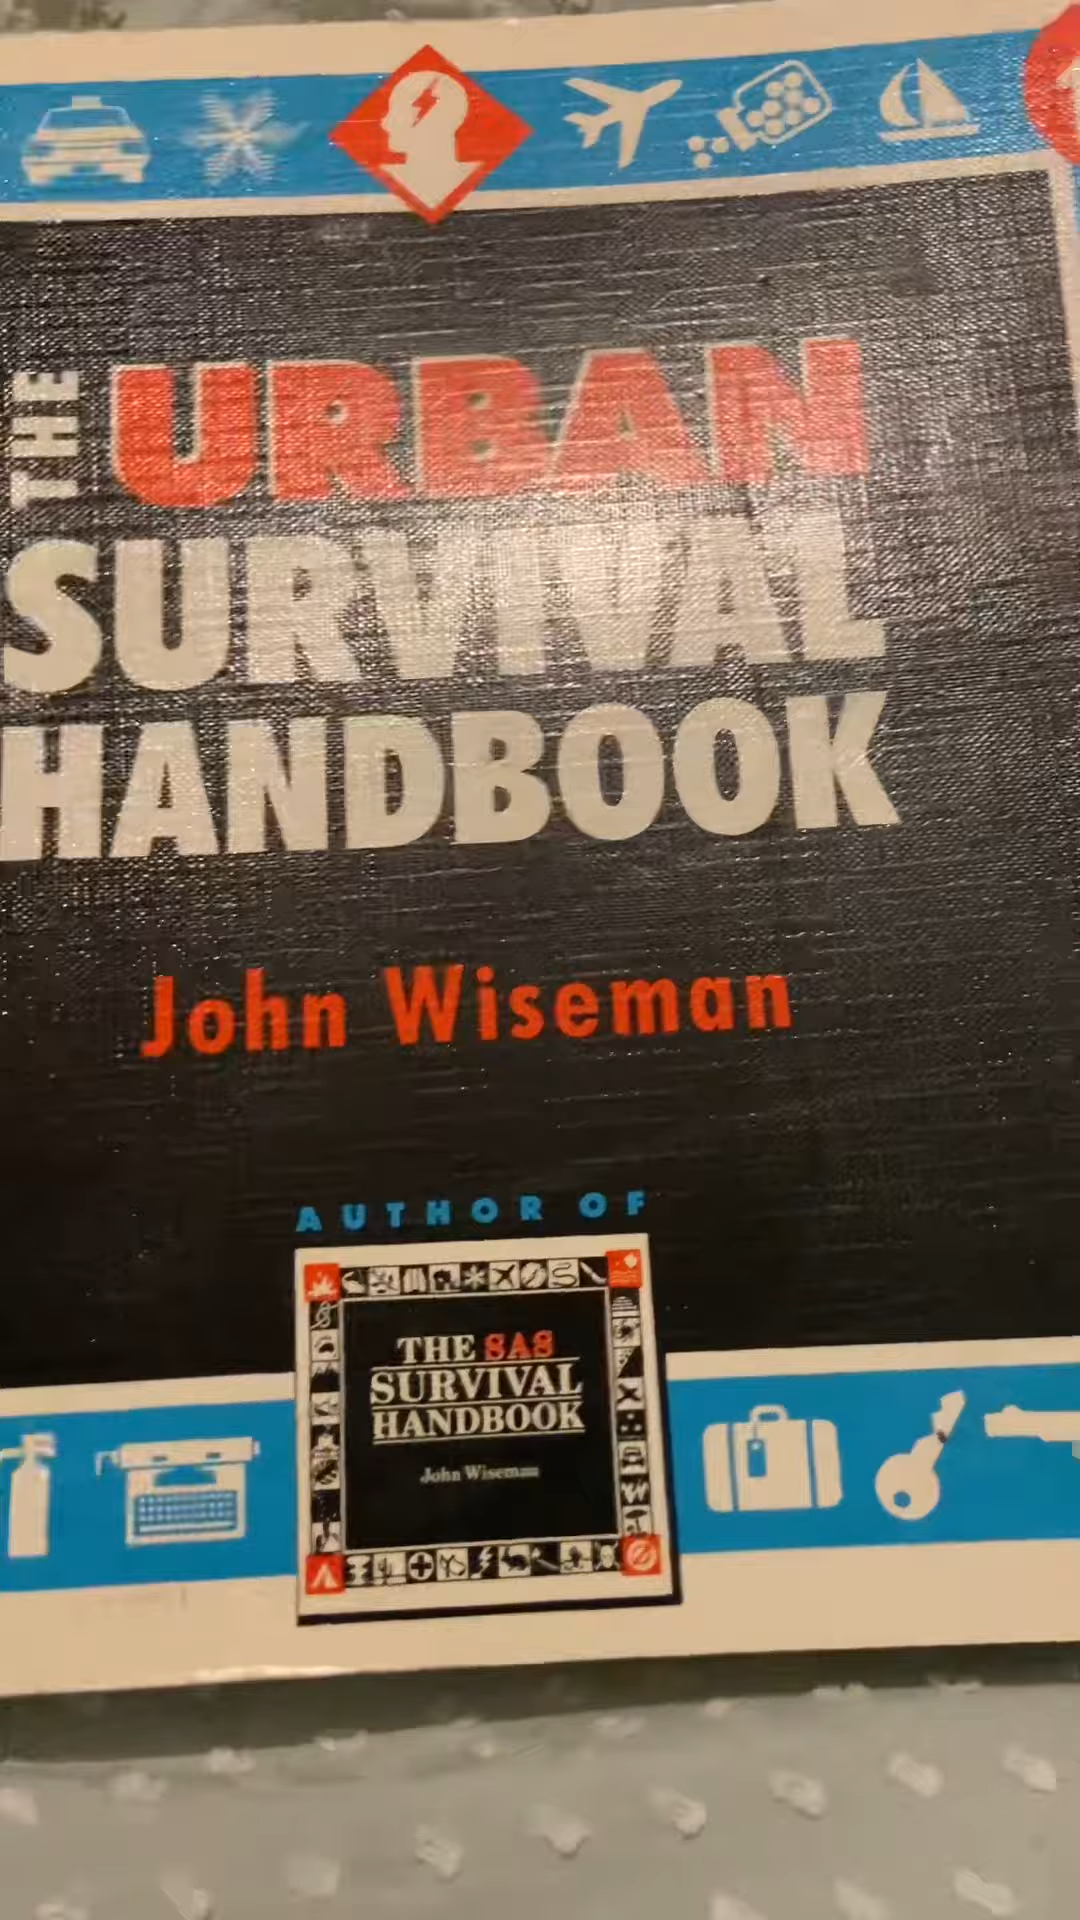 THE URBAN
SURVIVAL
HANDBOOK
John Wiseman
AUTHOR OF
THE SAS
SURVIVAL
HANDBOOK
John Wiseman